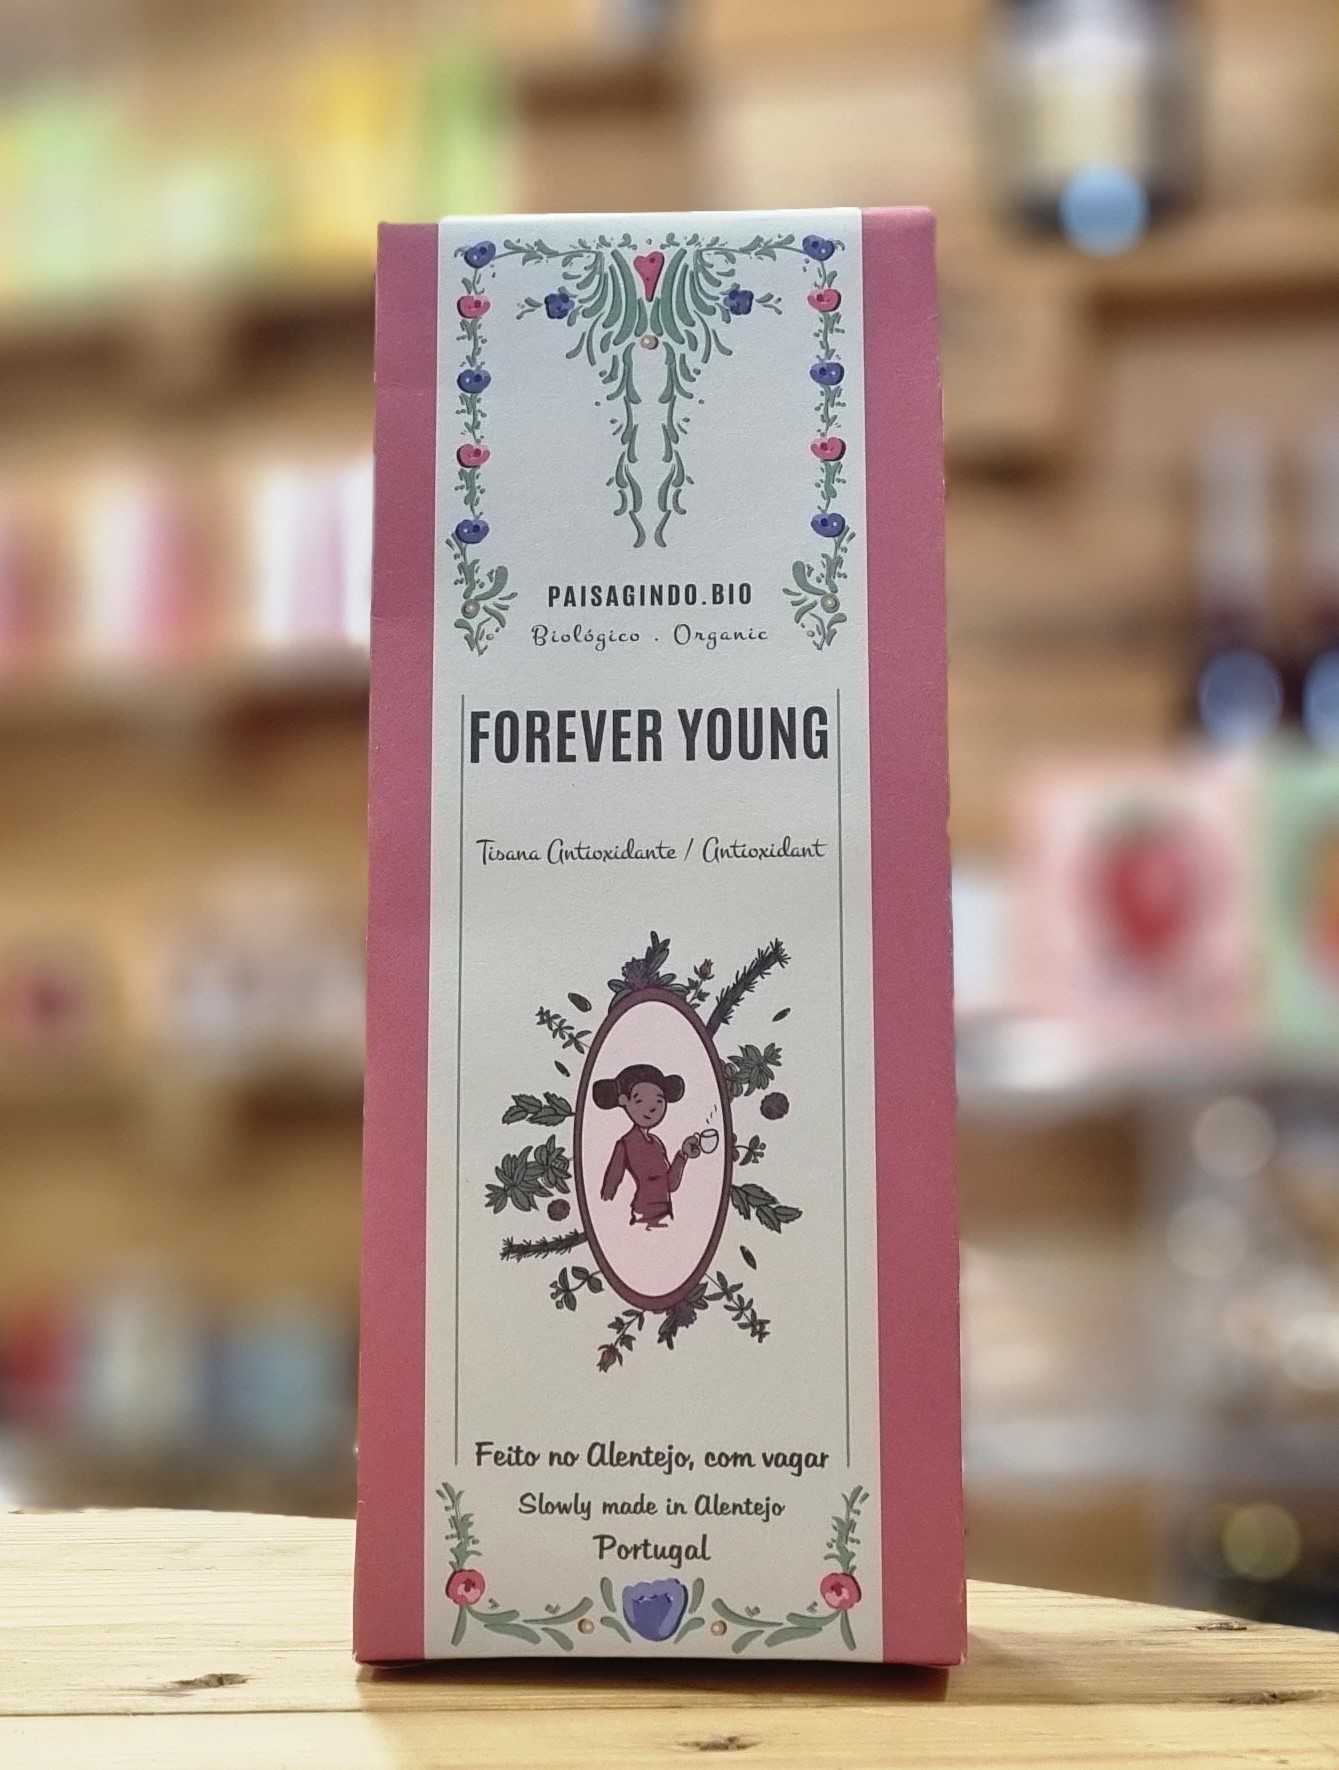 PAISAGINDO.BIO
Biológico . Organic
FOREVER YOUNG
Tisana Antioxidante / Antioxidant
Feito no Alentejo, com vagar
Slowly made in Alentejo
Portugal